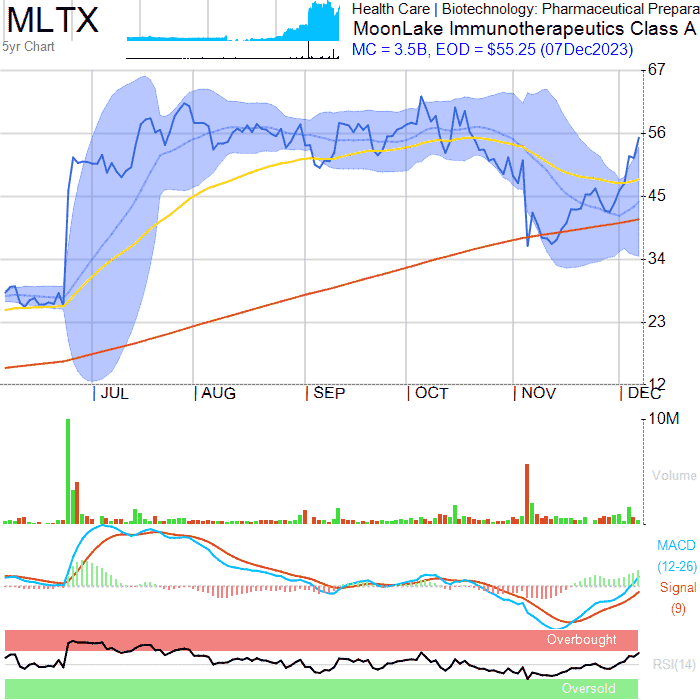 MLTX
5yr Chart
Health Care | Biotechnology: Pharmaceutical Prepara
MoonLake Immunotherapeutics Class A
MC = 3.5B, EOD = $55.25 (07Dec2023)
67
56
45
34
23
12
JUL AUG SEP OCT NOV DEC
10M
Volume
MACD
(12-26)
Signal
(9)
Overbought
RSI(14)
Oversold